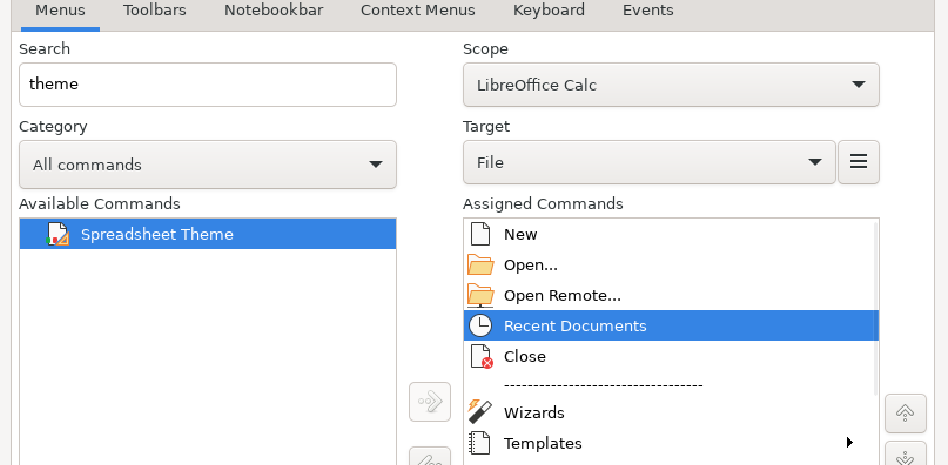 Menus Toolbars Notebookbar Context Menus Keyboard Events
Search
theme
Category
All commands
Available Commands
Spreadsheet Theme
Scope
LibreOffice Calc
Target
File
Assigned Commands
New
Open...
Open Remote...
Recent Documents
Close
----------------------------------
Wizards
Templates